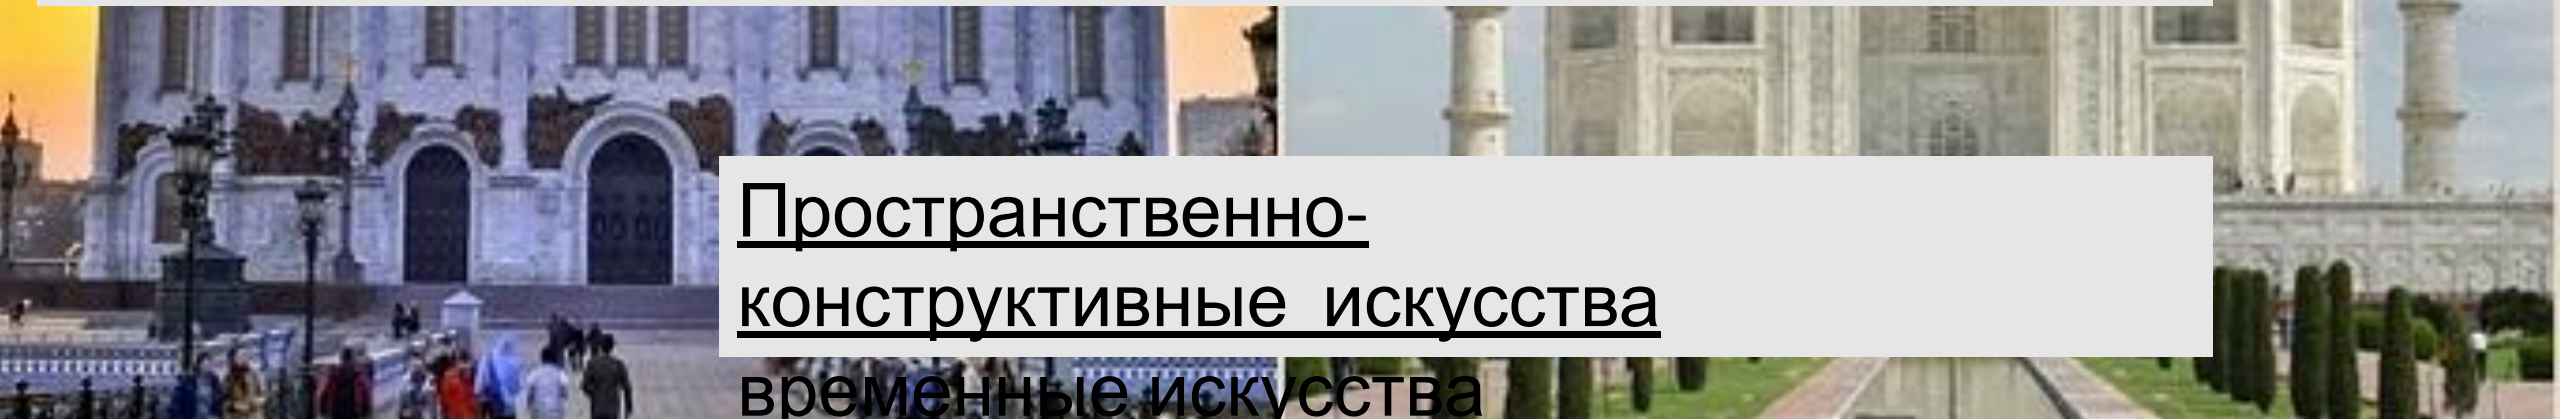 Пространственно-
конструктивные искусства
временные искусства